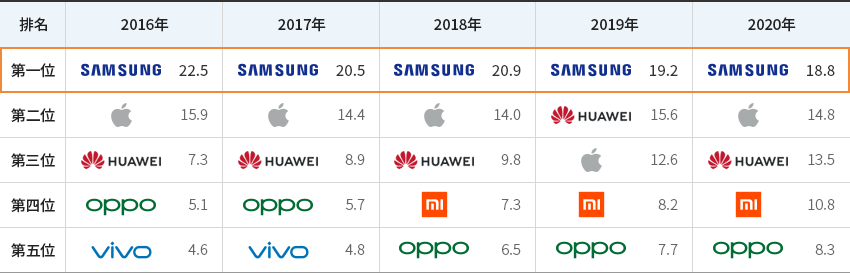 排名 2016年 2017年 2018年 2019年 2020年
第一位 SAMSUNG 22.5 SAMSUNG 20.5 SAMSUNG 20.9 SAMSUNG 19.2 SAMSUNG 18.8
第二位 15.9 14.4 14.0 HUAWEI 15.6 14.8
第三位 HUAWEI 7.3 HUAWEI 8.9 HUAWEI 9.8 12.6 HUAWEI 13.5
第四位 oppo 5.1 oppo 5.7 mi 7.3 mi 8.2 mi 10.8
第五位 vivo 4.6 vivo 4.8 oppo 6.5 oppo 7.7 oppo 8.3